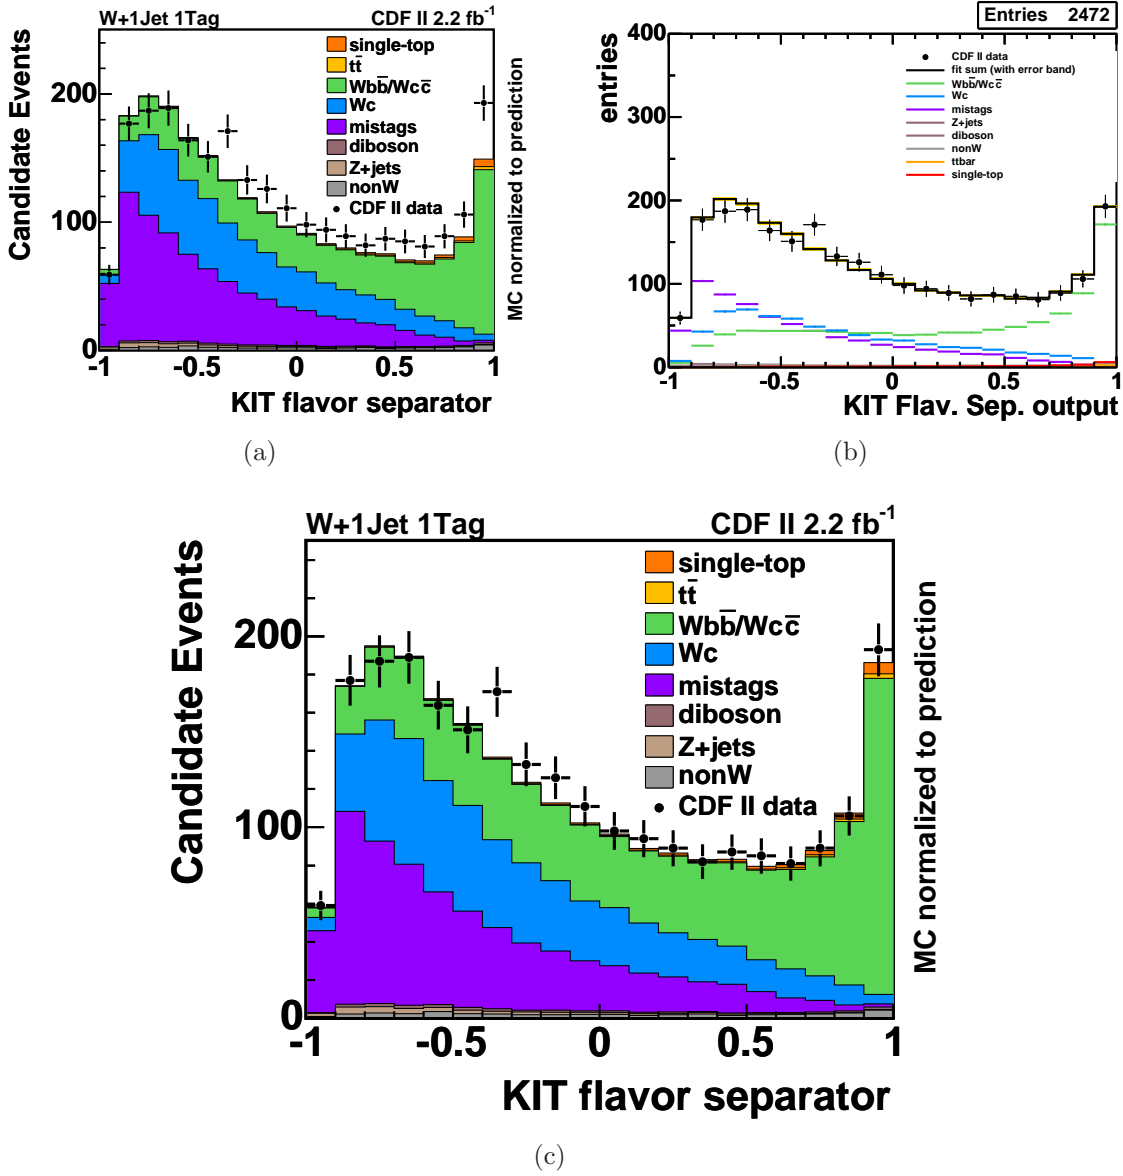 W+1Jet 1Tag CDF II 2.2 fb⁻¹
Candidate Events
200
100
0
-1 -0.5 0 0.5 1
KIT flavor separator
single-top
tt̄
Wbb̄/Wcc̄
Wc
mistags
diboson
Z+jets
nonW
CDF II data
MC normalized to prediction
(a)
Entries 2472
entries
400
300
200
100
0
-1 -0.5 0 0.5 1
KIT Flav. Sep. output
CDF II data
fit sum (with error band)
Wbb̄/Wcc̄
Wc
mistags
Z+jets
diboson
nonW
ttbar
single-top
(b)
W+1Jet 1Tag CDF II 2.2 fb⁻¹
Candidate Events
200
100
0
-1 -0.5 0 0.5 1
KIT flavor separator
single-top
tt̄
Wbb̄/Wcc̄
Wc
mistags
diboson
Z+jets
nonW
CDF II data
MC normalized to prediction
(c)